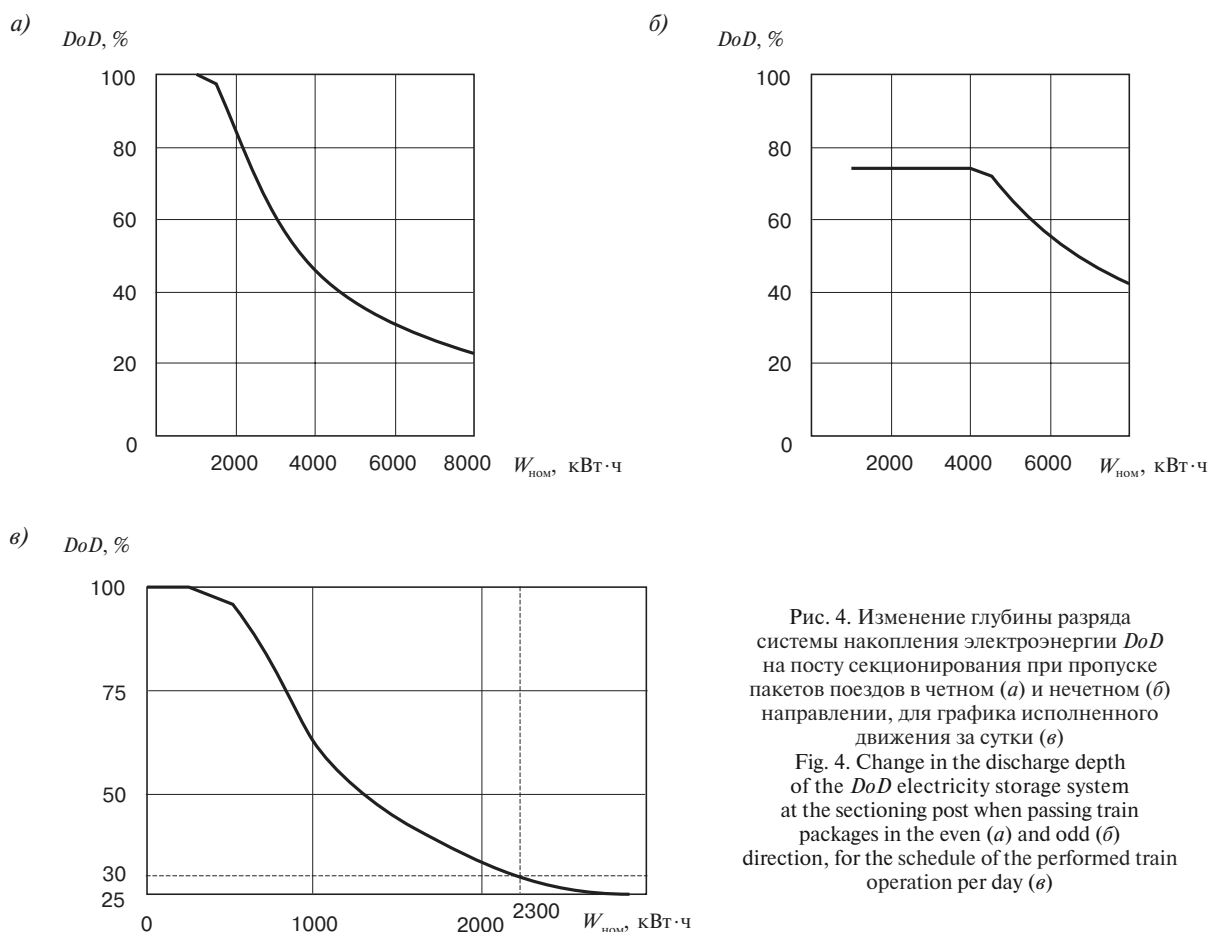 а)
DoD, %
100
80
60
40
20
0
2000 4000 6000 8000 Wном, кВт·ч
б)
DoD, %
100
80
60
40
20
0
2000 4000 6000 Wном, кВт·ч
в)
DoD, %
100
75
50
30
25
0 1000 2000 2300 Wном, кВт·ч
Рис. 4. Изменение глубины разряда
системы накопления электроэнергии DoD
на посту секционирования при пропуске
пакетов поездов в четном (а) и нечетном (б)
направлении, для графика исполненного
движения за сутки (в)
Fig. 4. Change in the discharge depth
of the DoD electricity storage system
at the sectioning post when passing train
packages in the even (а) and odd (б)
direction, for the schedule of the performed train
operation per day (в)